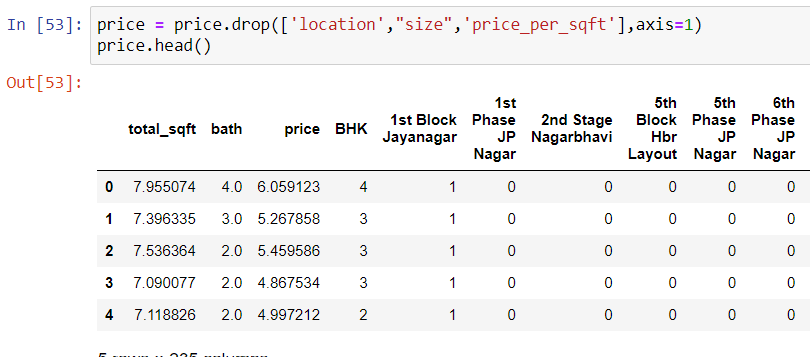 In [53]: price = price.drop(['location',"size",'price_per_sqft'],axis=1)
price.head()
Out[53]:
total_sqft bath price BHK 1st Block Jayanagar 1st Phase JP Nagar 2nd Stage Nagarbhavi 5th Block Hbr Layout 5th Phase JP Nagar 6th Phase JP Nagar
0 7.955074 4.0 6.059123 4 1 0 0 0 0 0
1 7.396335 3.0 5.267858 3 1 0 0 0 0 0
2 7.536364 2.0 5.459586 3 1 0 0 0 0 0
3 7.090077 2.0 4.867534 3 1 0 0 0 0 0
4 7.118826 2.0 4.997212 2 1 0 0 0 0 0
5 rows x 235 columns